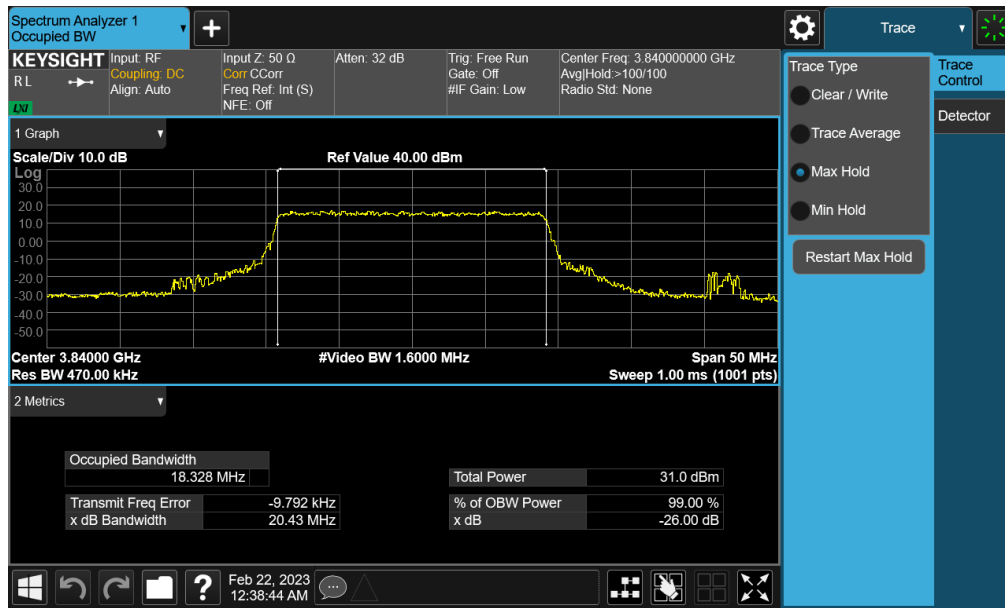 Spectrum Analyzer 1
Occupied BW
Trace
KEYSIGHT
RL
LXI
Input: RF
Coupling: DC
Align: Auto
Input Z: 50 Ω
Corr CCorr
Freq Ref: Int (S)
NFE: Off
Atten: 32 dB
Trig: Free Run
Gate: Off
#IF Gain: Low
Center Freq: 3.840000000 GHz
Avg|Hold:>100/100
Radio Std: None
Trace Type
Clear / Write
Trace Average
Max Hold
Min Hold
Restart Max Hold
Trace
Control
Detector
1 Graph
Scale/Div 10.0 dB
Ref Value 40.00 dBm
Log
30.0
20.0
10.0
0.00
-10.0
-20.0
-30.0
-40.0
-50.0
Center 3.84000 GHz
#Video BW 1.6000 MHz
Span 50 MHz
Res BW 470.00 kHz
Sweep 1.00 ms (1001 pts)
2 Metrics
Occupied Bandwidth
18.328 MHz
Total Power 31.0 dBm
Transmit Freq Error -9.792 kHz
% of OBW Power 99.00 %
x dB Bandwidth 20.43 MHz
x dB -26.00 dB
?
Feb 22, 2023
12:38:44 AM